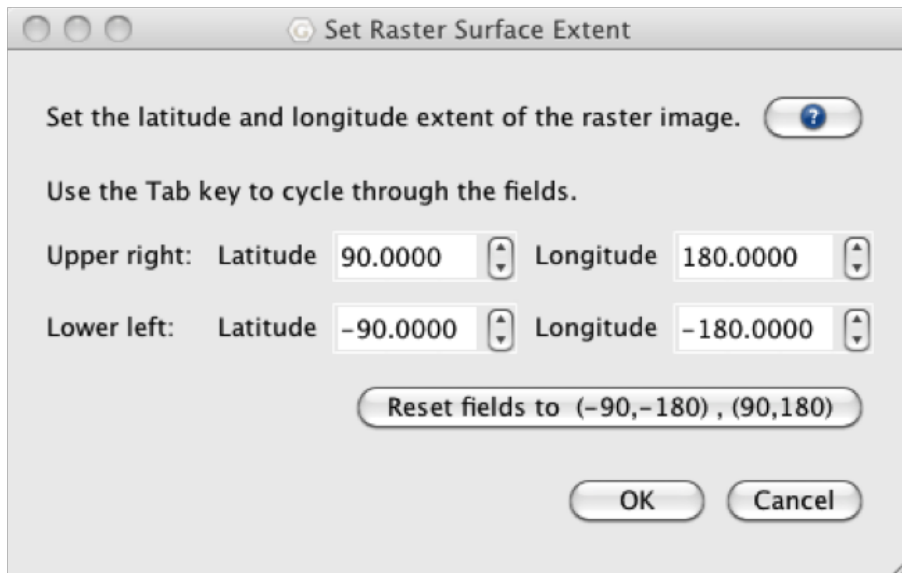 Set Raster Surface Extent
Set the latitude and longitude extent of the raster image. ?
Use the Tab key to cycle through the fields.
Upper right: Latitude 90.0000 Longitude 180.0000
Lower left: Latitude -90.0000 Longitude -180.0000
Reset fields to (-90,-180) , (90,180)
OK Cancel